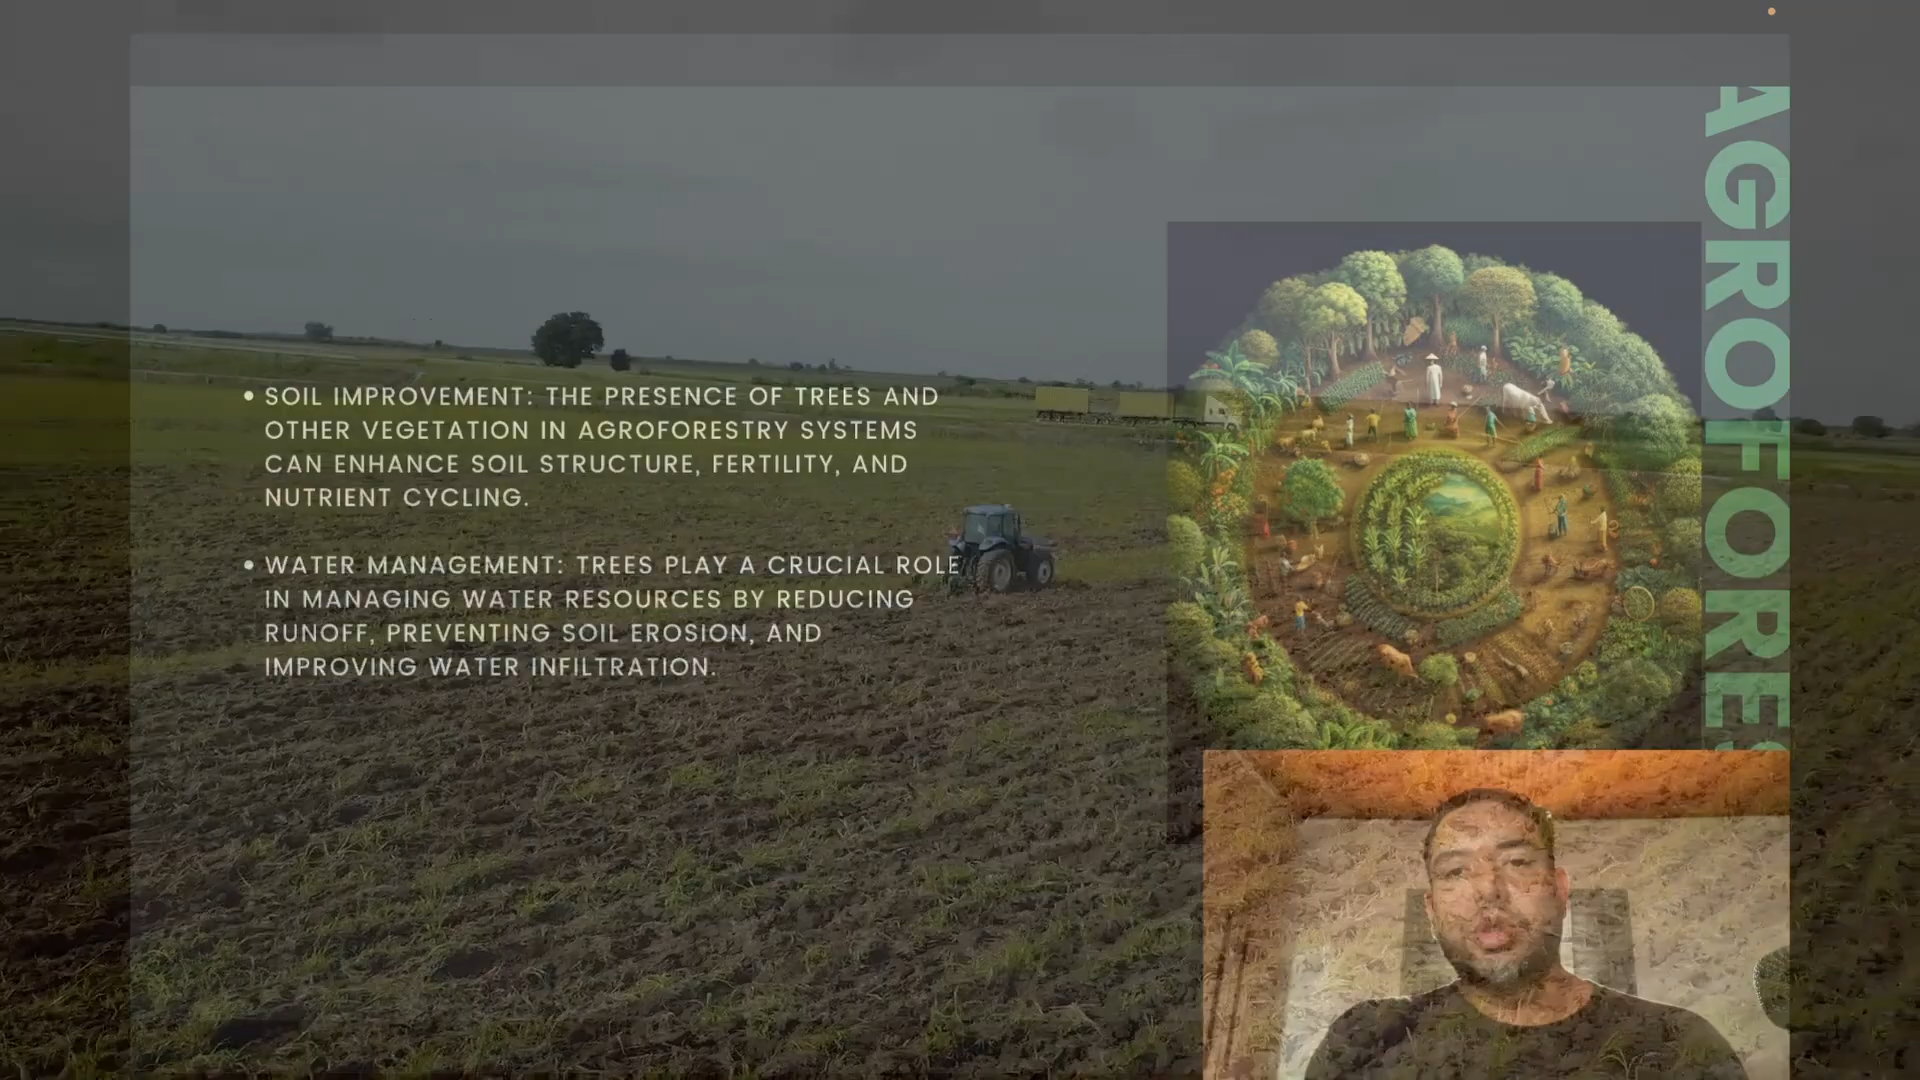 • SOIL IMPROVEMENT: THE PRESENCE OF TREES AND
OTHER VEGETATION IN AGROFORESTRY SYSTEMS
CAN ENHANCE SOIL STRUCTURE, FERTILITY, AND
NUTRIENT CYCLING.
• WATER MANAGEMENT: TREES PLAY A CRUCIAL ROLE
IN MANAGING WATER RESOURCES BY REDUCING
RUNOFF, PREVENTING SOIL EROSION, AND
IMPROVING WATER INFILTRATION.
AGROFORES